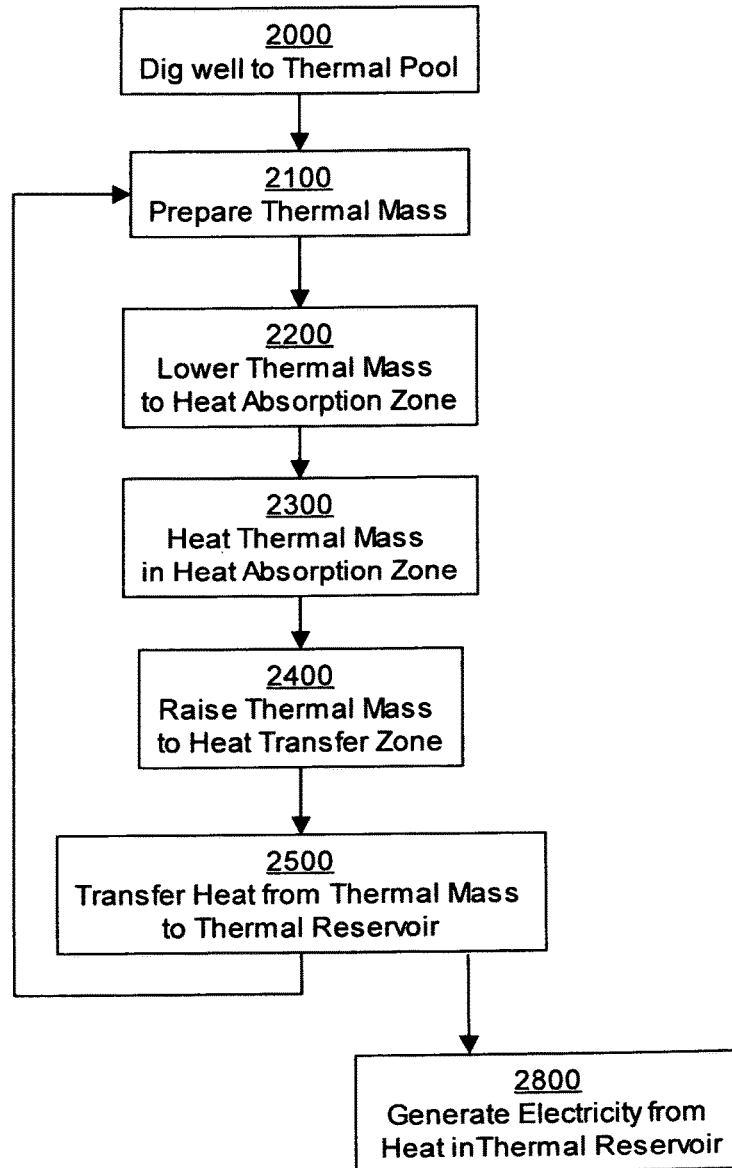 2000
Dig well to Thermal Pool
2100
Prepare Thermal Mass
2200
Lower Thermal Mass
to Heat Absorption Zone
2300
Heat Thermal Mass
in Heat Absorption Zone
2400
Raise Thermal Mass
to Heat Transfer Zone
2500
Transfer Heat from Thermal Mass
to Thermal Reservoir
2800
Generate Electricity from
Heat in Thermal Reservoir